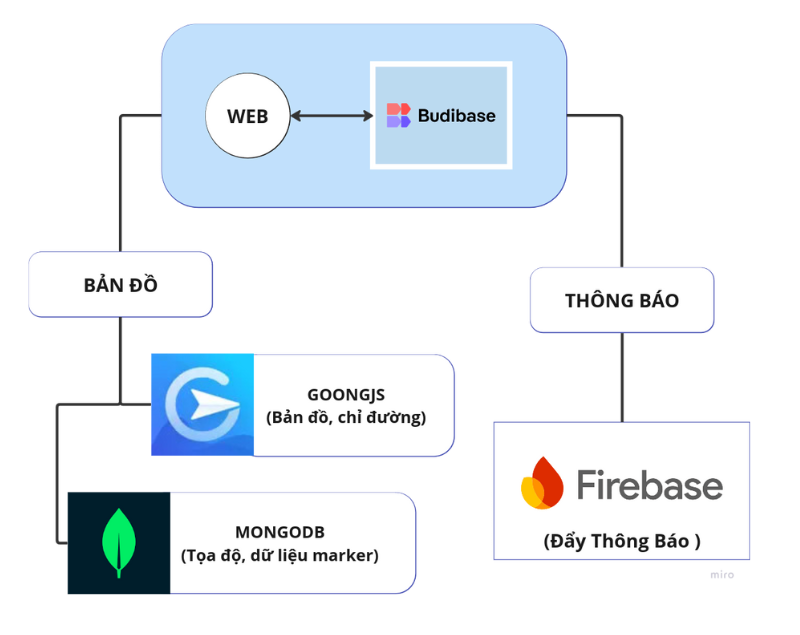 WEB
Budibase
BẢN ĐỒ
THÔNG BÁO
GOONGJS
(Bản đồ, chỉ đường)
Firebase
(Đẩy Thông Báo )
MONGODB
(Tọa độ, dữ liệu marker)
miro